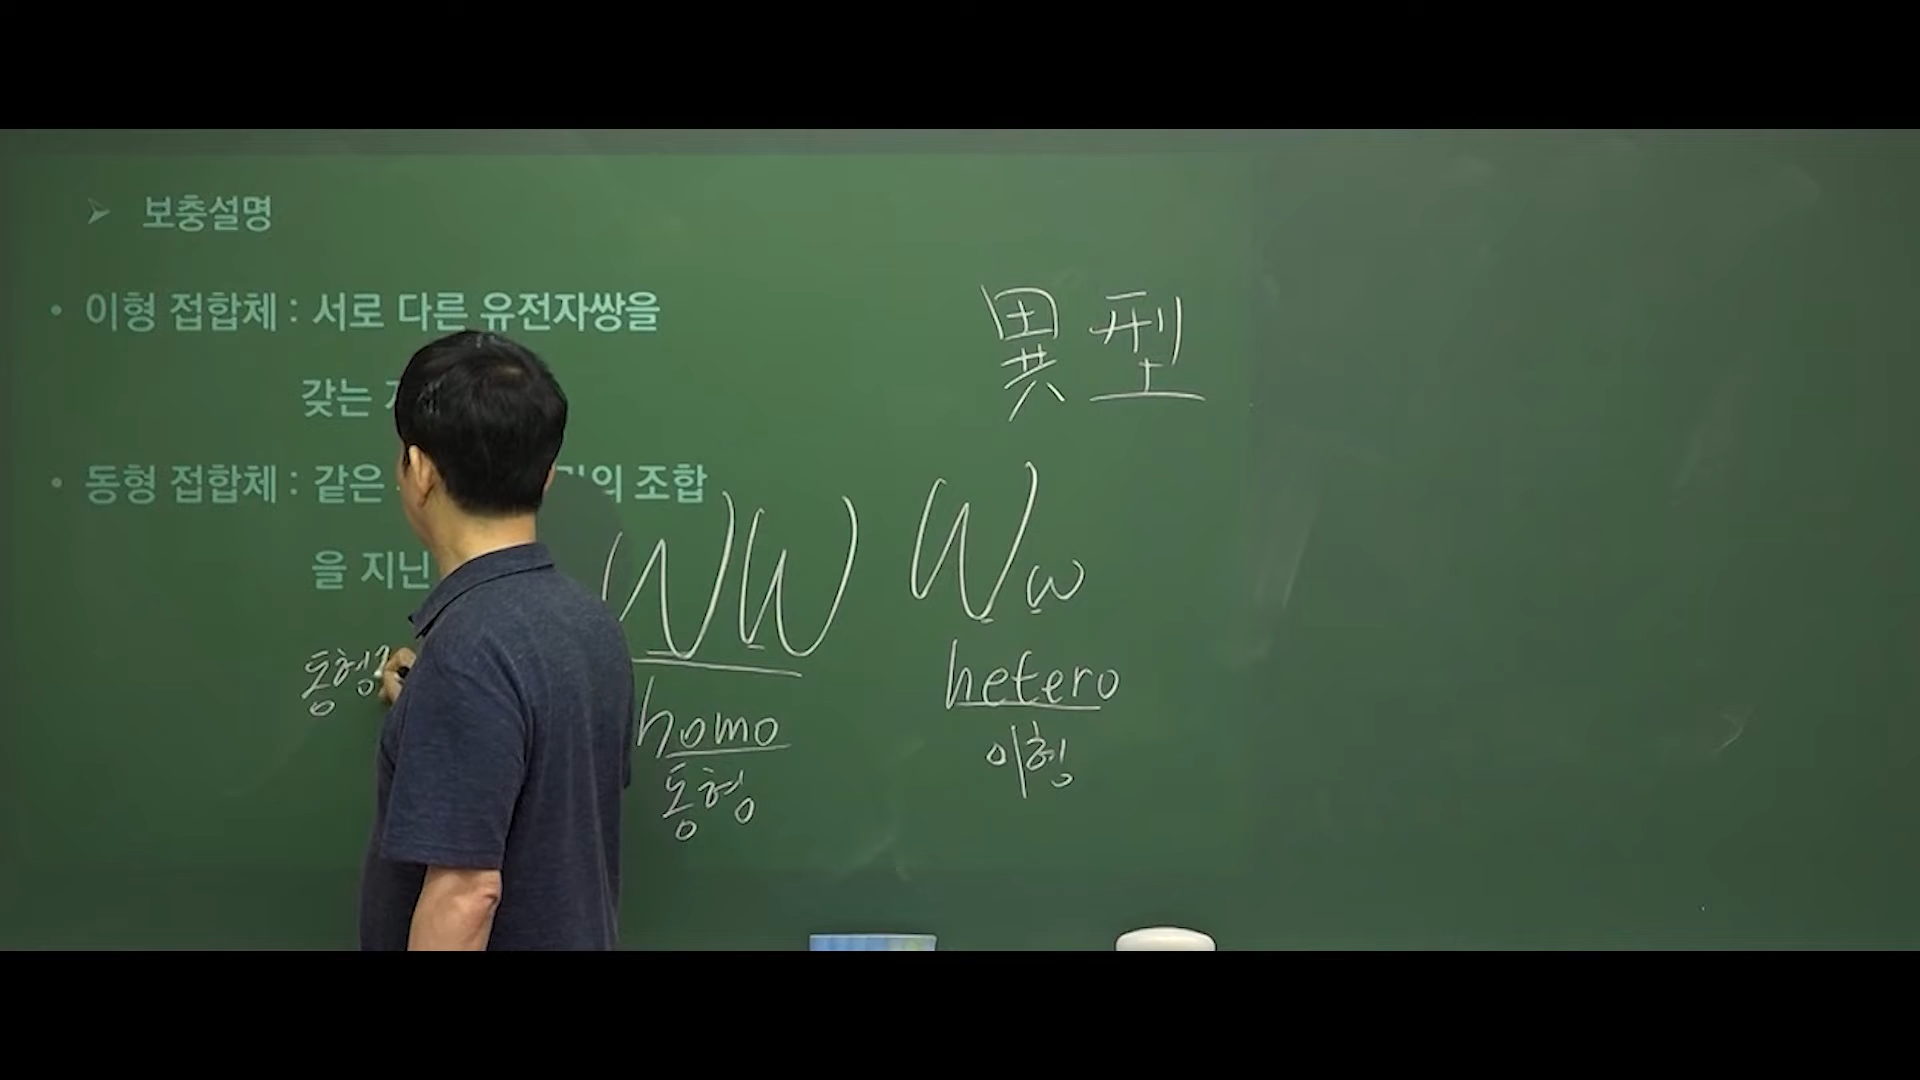 ➤ 보충설명
• 이형 접합체 : 서로 다른 유전자쌍을
갖는
• 동형 접합체 : 같은 의 조합
을 지닌
異型
WW Ww
homo hetero
동형 이형
동형